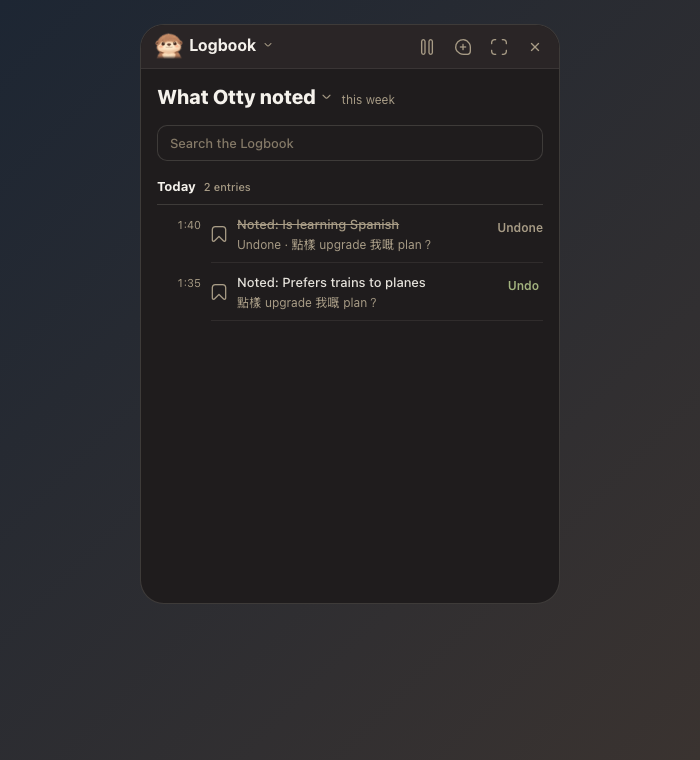 Logbook
What Otty noted this week
Search the Logbook
Today 2 entries
1:40 Noted: Is learning Spanish Undone
Undone · 點樣 upgrade 我嘅 plan ?
1:35 Noted: Prefers trains to planes Undo
點樣 upgrade 我嘅 plan ?